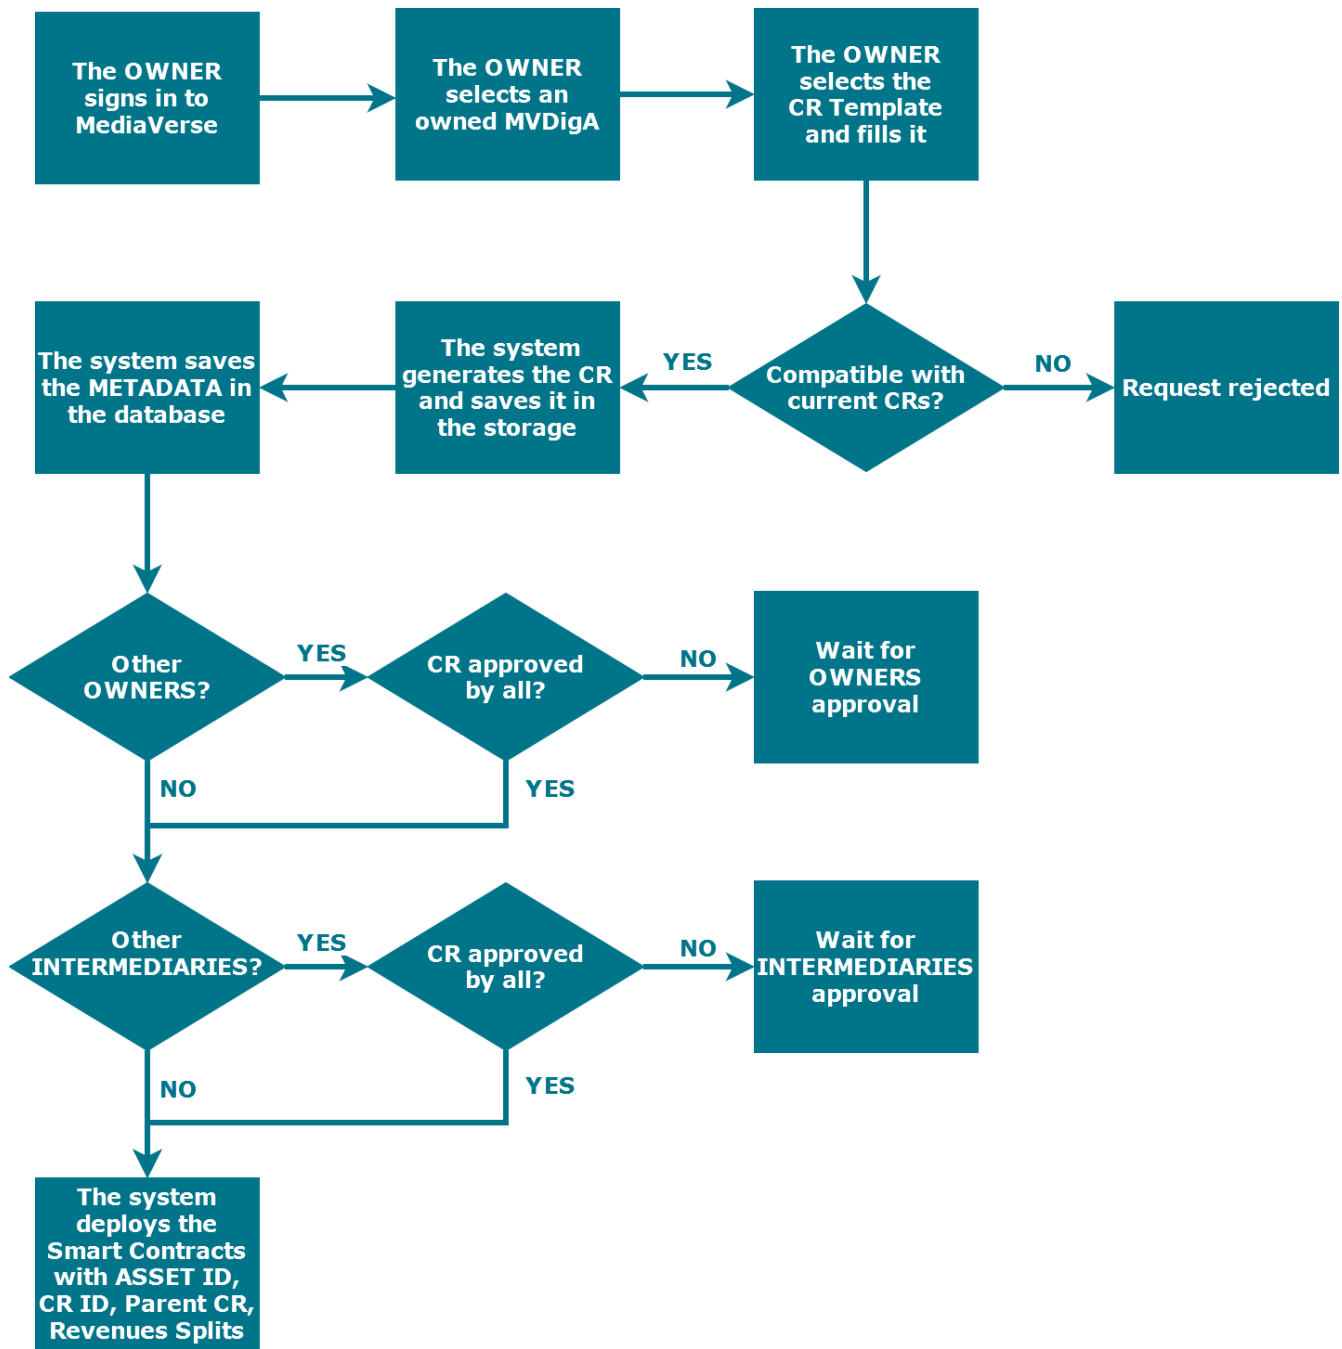 The OWNER
signs in to
MediaVerse
The OWNER
selects an
owned MVDigA
The OWNER
selects the
CR Template
and fills it
The system saves
the METADATA in
the database
The system
generates the CR
and saves it in
the storage
YES
Compatible with
current CRs?
NO
Request rejected
Other
OWNERS?
YES
CR approved
by all?
NO
Wait for
OWNERS
approval
NO
YES
Other
INTERMEDIARIES?
YES
CR approved
by all?
NO
Wait for
INTERMEDIARIES
approval
NO
YES
The system
deploys the
Smart Contracts
with ASSET ID,
CR ID, Parent CR,
Revenues Splits